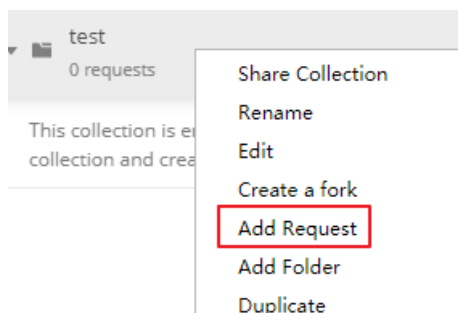 test
0 requests
This collection is
collection and
Share Collection
Rename
Edit
Create a fork
Add Request
Add Folder
Duplicate